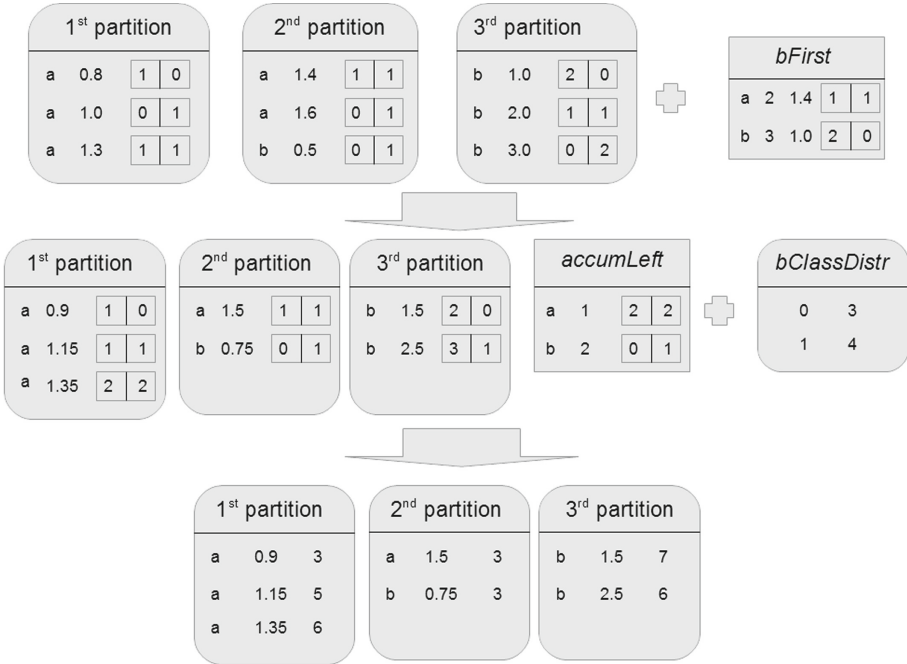 1st partition
a 0.8 1 0
a 1.0 0 1
a 1.3 1 1
2nd partition
a 1.4 1 1
a 1.6 0 1
b 0.5 0 1
3rd partition
b 1.0 2 0
b 2.0 1 1
b 3.0 0 2
bFirst
a 2 1.4 1 1
b 3 1.0 2 0
1st partition
a 0.9 1 0
a 1.15 1 1
a 1.35 2 2
2nd partition
a 1.5 1 1
b 0.75 0 1
3rd partition
b 1.5 2 0
b 2.5 3 1
accumLeft
a 1 2 2
b 2 0 1
bClassDistr
0 3
1 4
1st partition
a 0.9 3
a 1.15 5
a 1.35 6
2nd partition
a 1.5 3
b 0.75 3
3rd partition
b 1.5 7
b 2.5 6